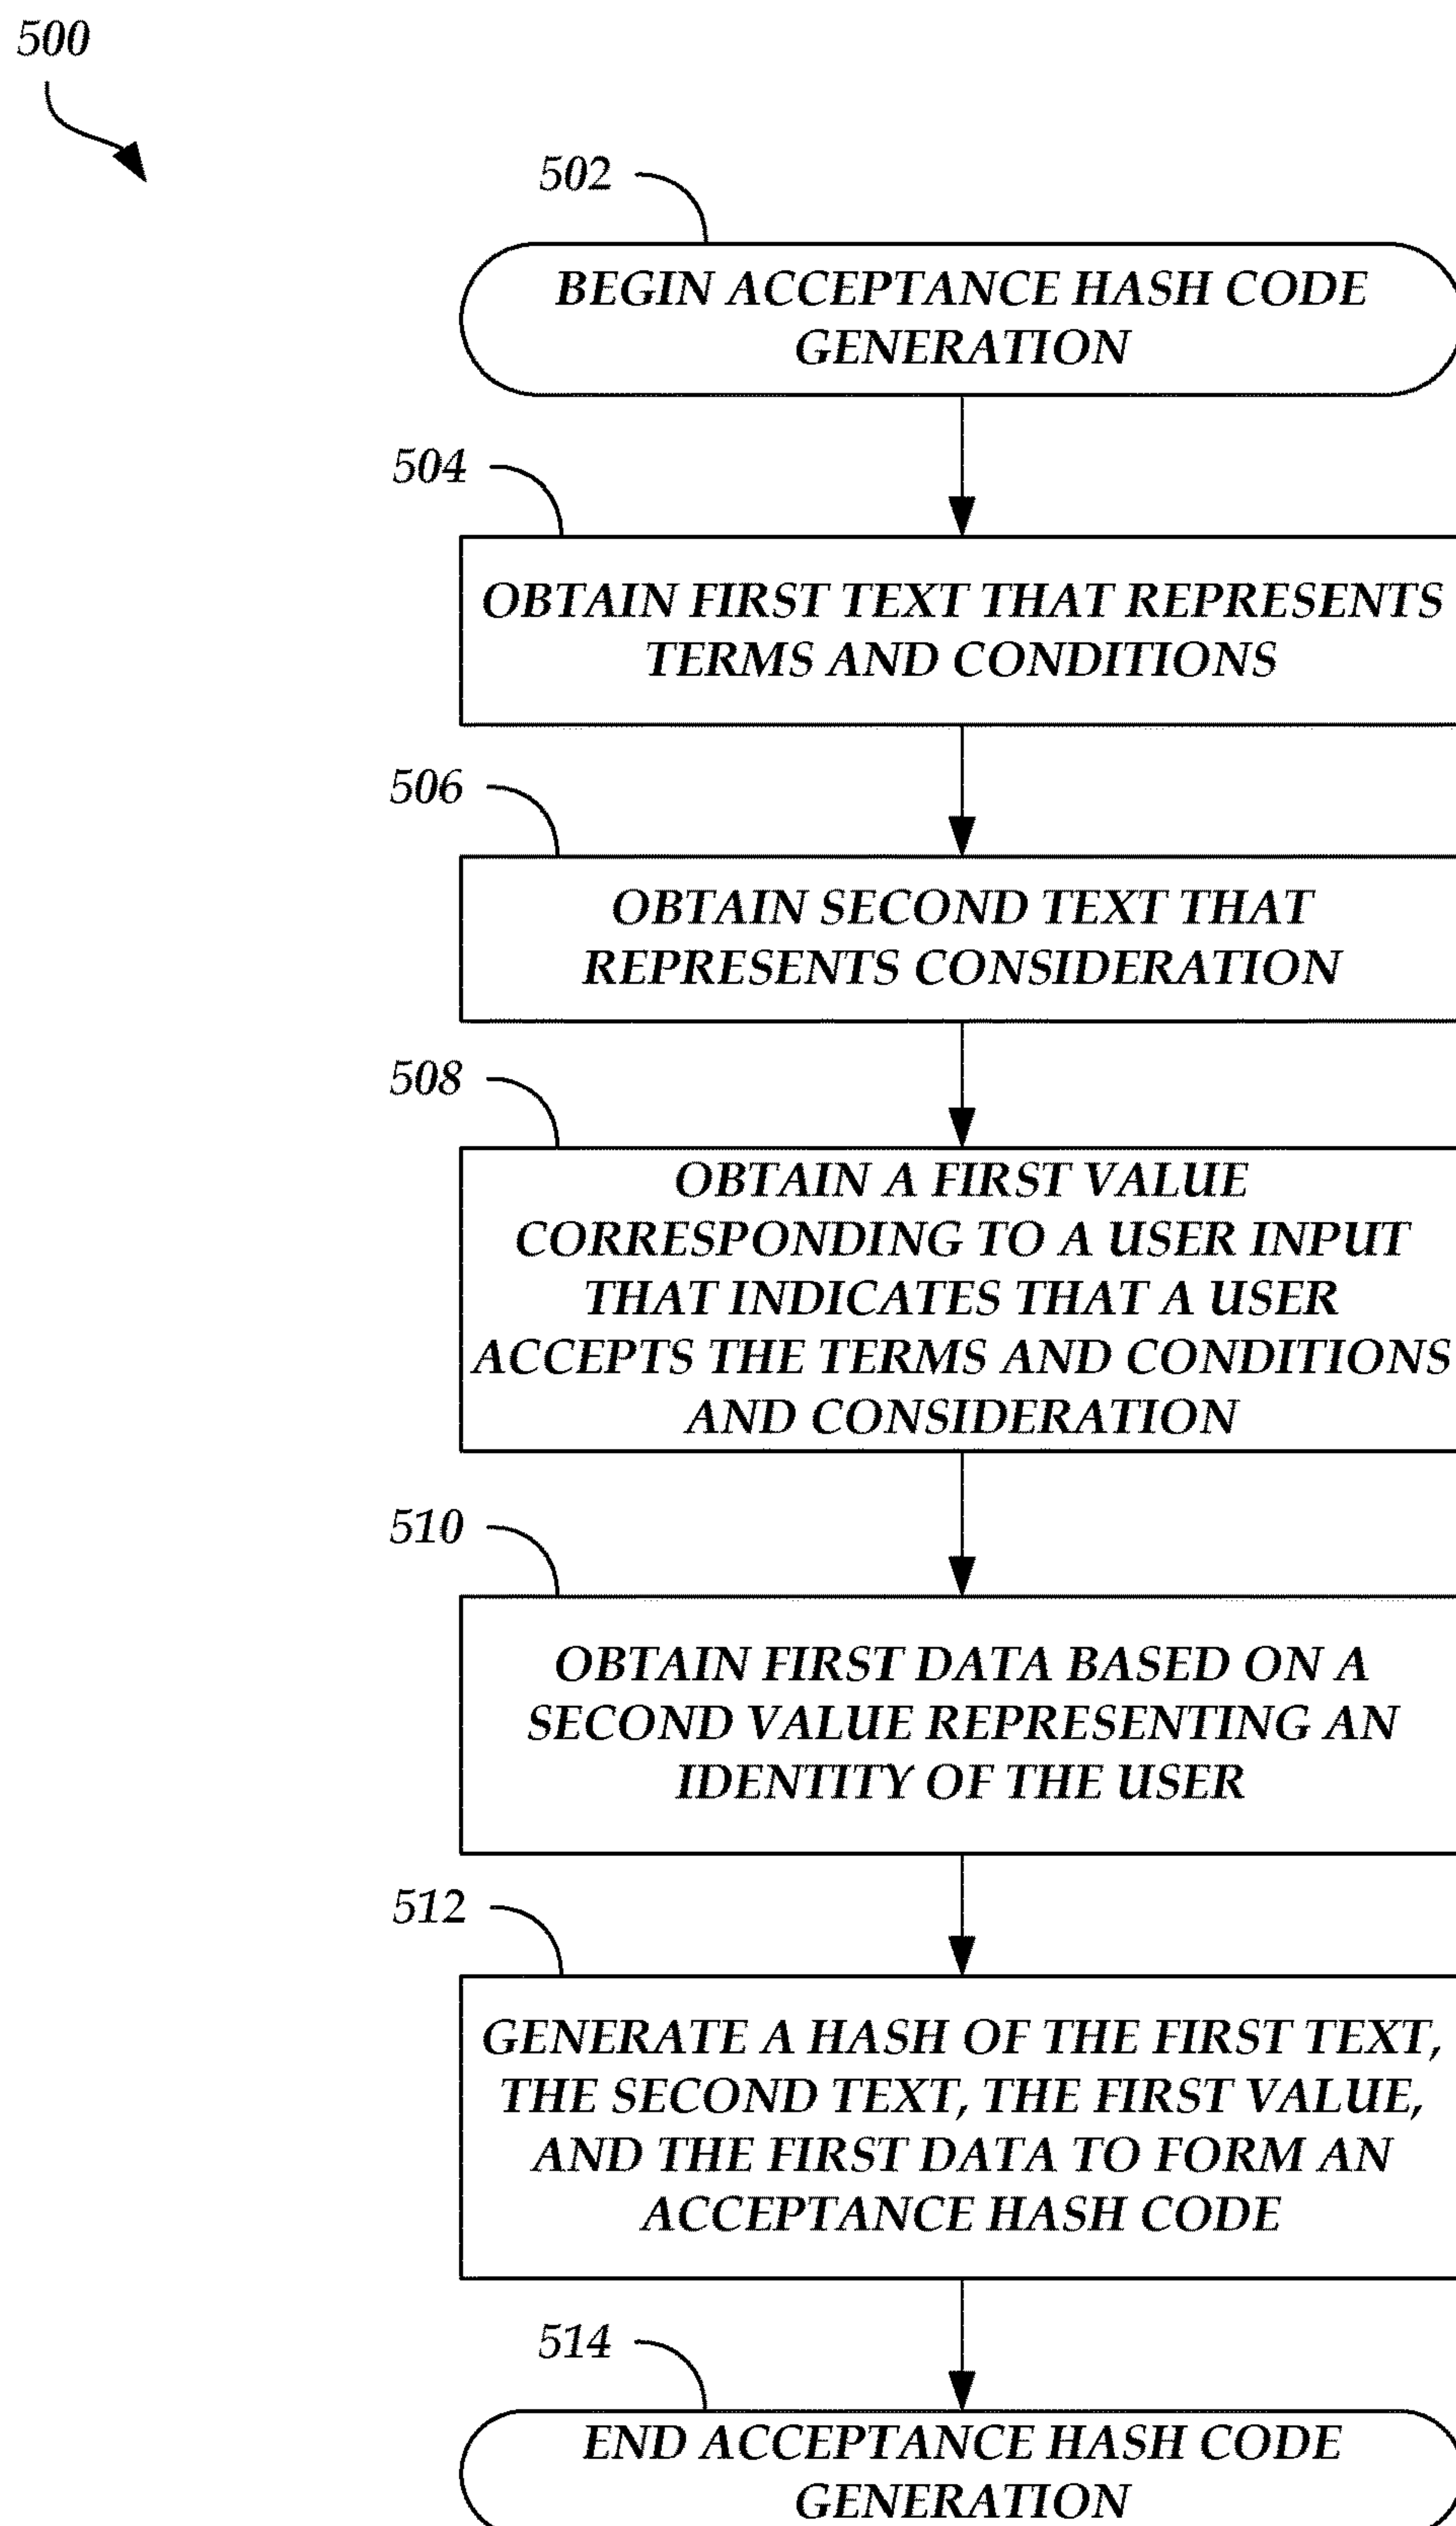 500
502
BEGIN ACCEPTANCE HASH CODE
GENERATION
504
OBTAIN FIRST TEXT THAT REPRESENTS
TERMS AND CONDITIONS
506
OBTAIN SECOND TEXT THAT
REPRESENTS CONSIDERATION
508
OBTAIN A FIRST VALUE
CORRESPONDING TO A USER INPUT
THAT INDICATES THAT A USER
ACCEPTS THE TERMS AND CONDITIONS
AND CONSIDERATION
510
OBTAIN FIRST DATA BASED ON A
SECOND VALUE REPRESENTING AN
IDENTITY OF THE USER
512
GENERATE A HASH OF THE FIRST TEXT,
THE SECOND TEXT, THE FIRST VALUE,
AND THE FIRST DATA TO FORM AN
ACCEPTANCE HASH CODE
514
END ACCEPTANCE HASH CODE
GENERATION